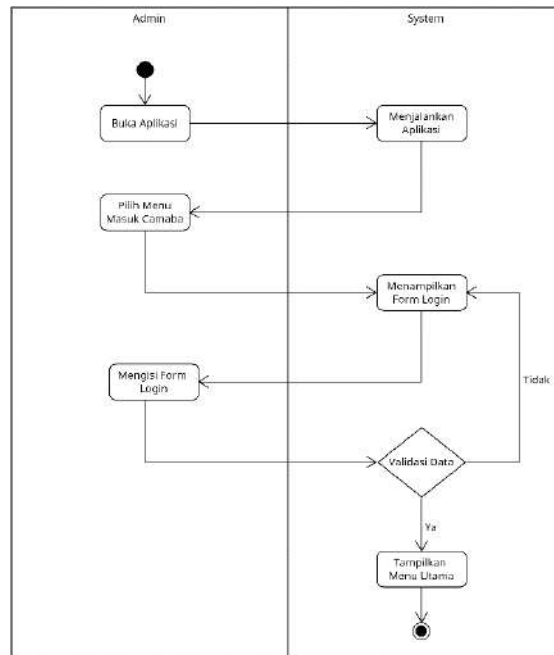 Admin
System
Buka Aplikasi
Menjalankan
Aplikasi
Pilih Menu
Masuk Camaba
Menampilkan
Form Login
Mengisi Form
Login
Tidak
Validasi Data
Ya
Tampilkan
Menu Utama